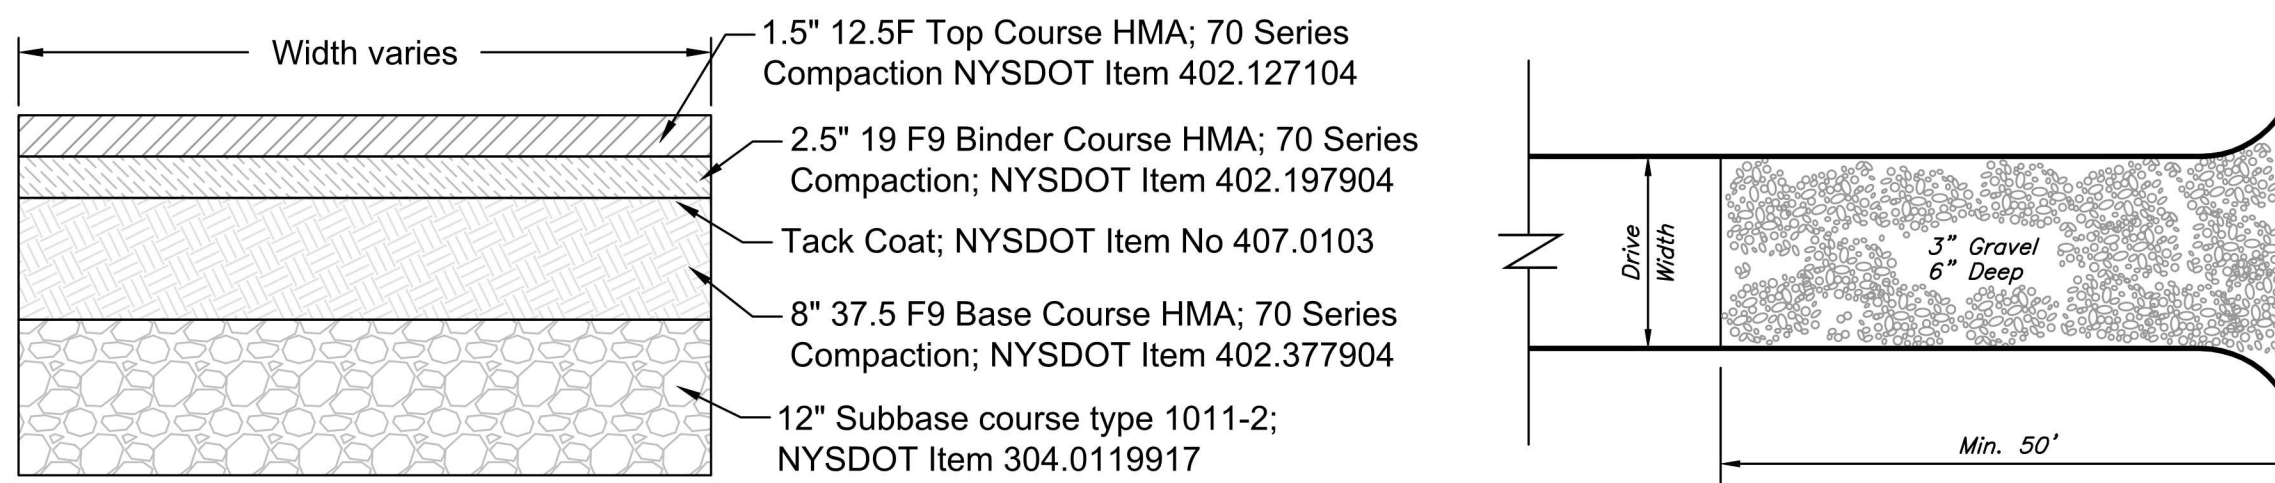 Width varies
1.5" 12.5F Top Course HMA; 70 Series
Compaction NYSDOT Item 402.127104
2.5" 19 F9 Binder Course HMA; 70 Series
Compaction; NYSDOT Item 402.197904
Tack Coat; NYSDOT Item No 407.0103
8" 37.5 F9 Base Course HMA; 70 Series
Compaction; NYSDOT Item 402.377904
12" Subbase course type 1011-2;
NYSDOT Item 304.0119917
Drive
Width
3" Gravel
6" Deep
Min. 50'